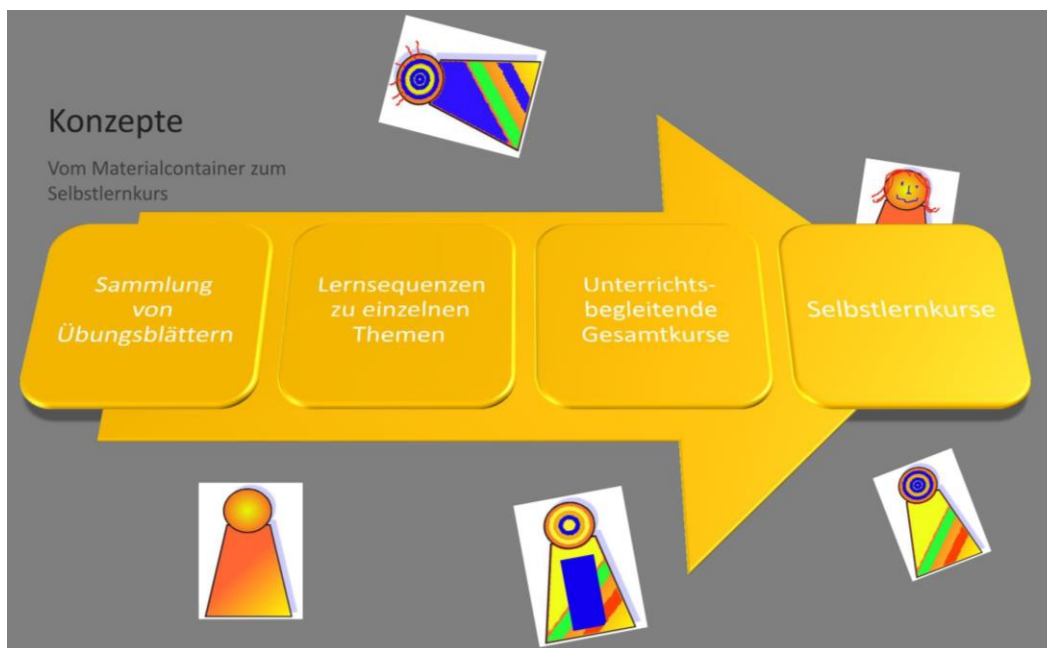 Konzepte
Vom Materialcontainer zum
Selbstlernkurs
Sammlung
von
Übungsblättern
Lernsequenzen
zu einzelnen
Themen
Unterrichts-
begleitende
Gesamtkurse
Selbstlernkurse